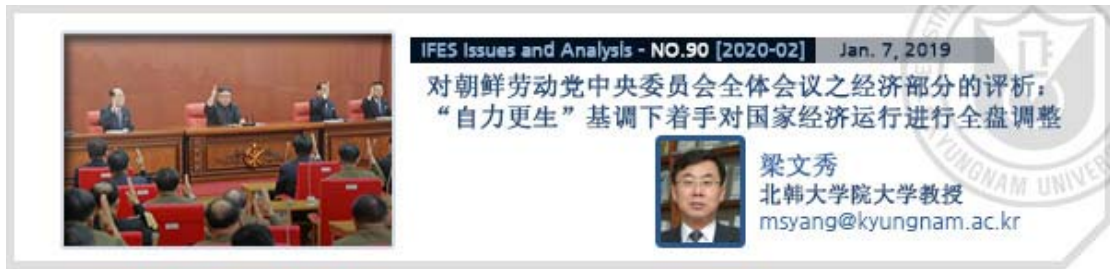 IFES Issues and Analysis - NO.90 [2020-02] Jan. 7, 2019
对朝鲜劳动党中央委员会全体会议之经济部分的评析：
“自力更生”基调下着手对国家经济运行进行全盘调整
梁文秀
北韩大学院大学教授
msyang@kyungnam.ac.kr
UNGNAM UNIVE